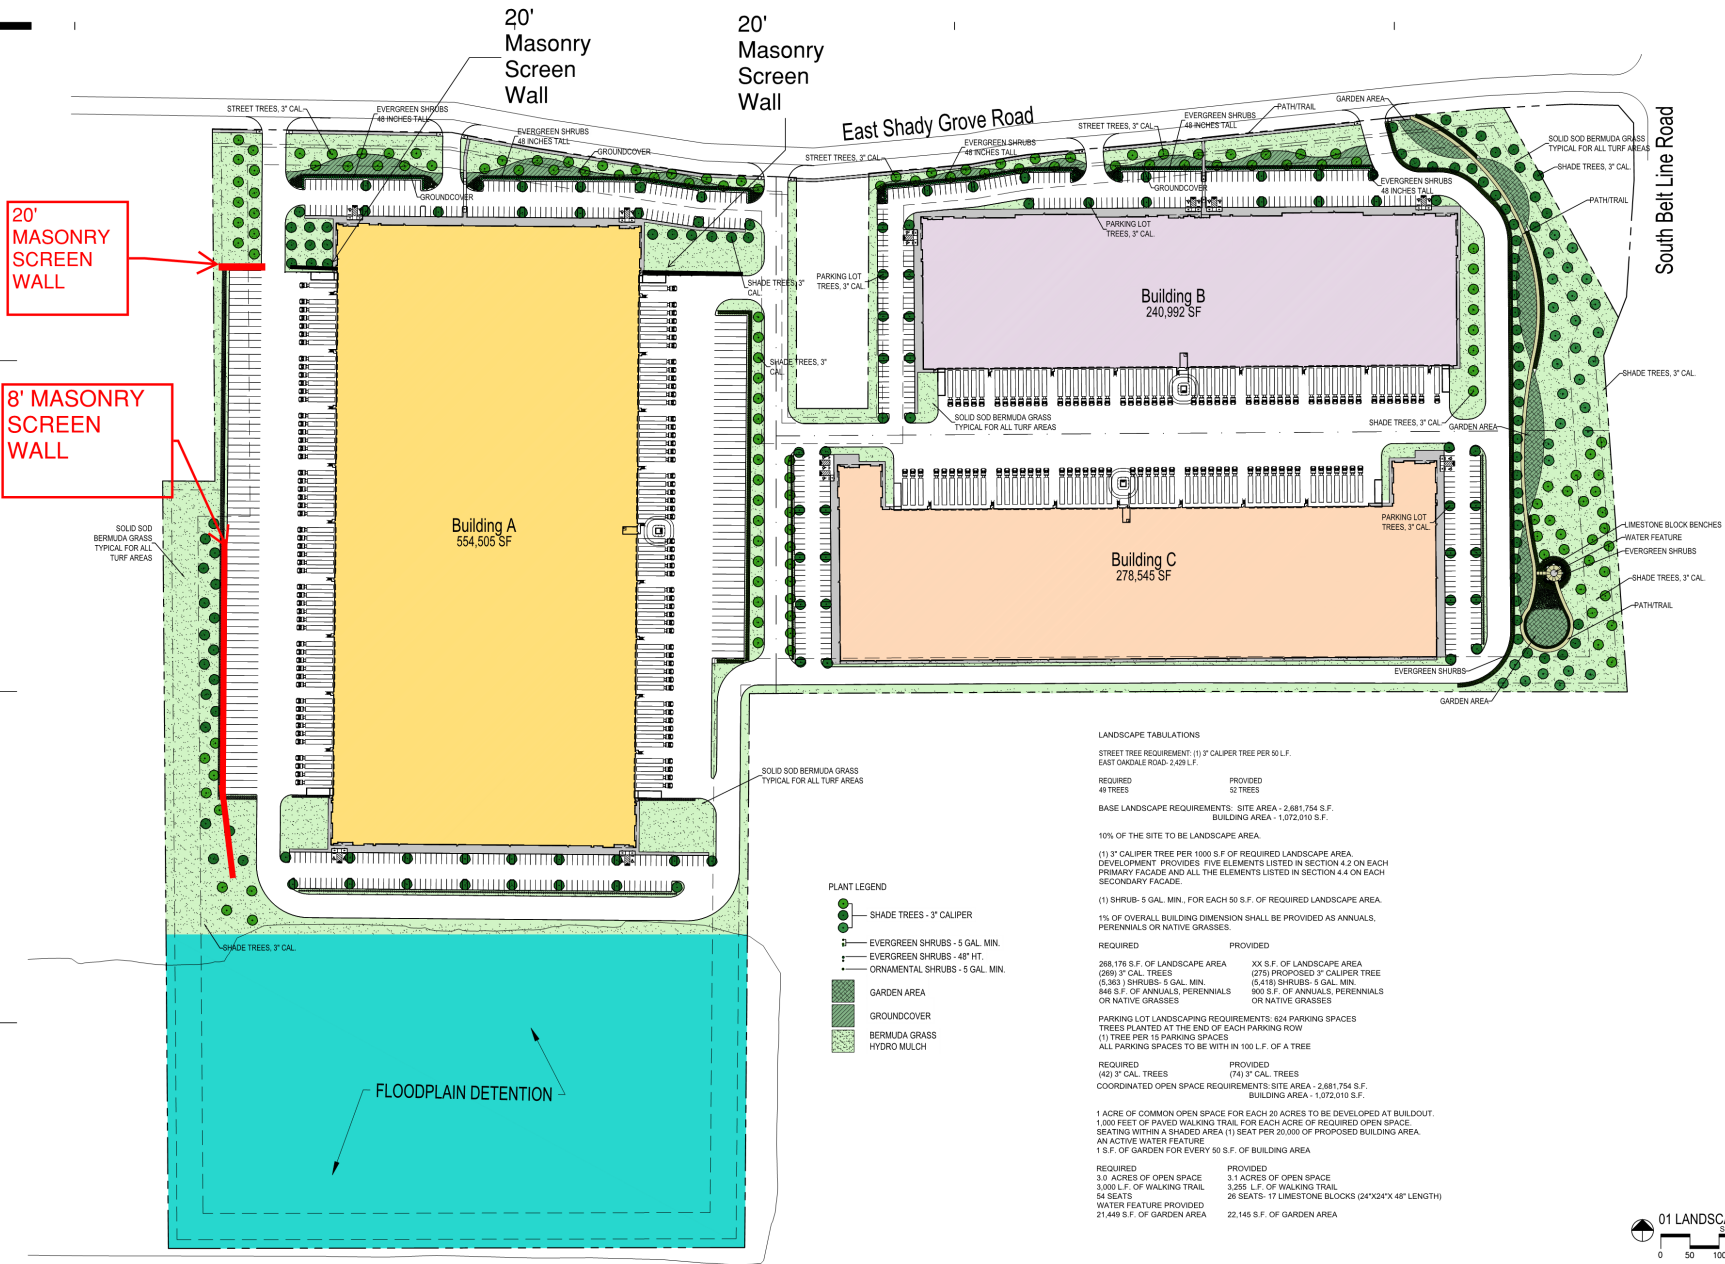 20'
Masonry
Screen
Wall
20'
Masonry
Screen
Wall
East Shady Grove Road
South Belt Line Road
STREET TREES, 3" CAL.
EVERGREEN SHRUBS
48 INCHES TALL
EVERGREEN SHRUBS
48 INCHES TALL
GROUNDCOVER
GROUNDCOVER
STREET TREES, 3" CAL.
EVERGREEN SHRUBS
48 INCHES TALL
STREET TREES, 3" CAL.
EVERGREEN SHRUBS
48 INCHES TALL
PATH/TRAIL
GARDEN AREA
GROUNDCOVER
EVERGREEN SHRUBS
48 INCHES TALL
SOLID SOD BERMUDA GRASS
TYPICAL FOR ALL TURF AREAS
SHADE TREES, 3" CAL.
PATH/TRAIL
20'
MASONRY
SCREEN
WALL
8' MASONRY
SCREEN
WALL
PARKING LOT
TREES, 3" CAL.
PARKING LOT
TREES, 3" CAL.
SHADE TREES, 3"
CAL.
SHADE TREES, 3"
CAL.
Building B
240,992 SF
SHADE TREES, 3" CAL.
SOLID SOD BERMUDA GRASS
TYPICAL FOR ALL TURF AREAS
SHADE TREES, 3" CAL.
GARDEN AREA
SOLID SOD
BERMUDA GRASS
TYPICAL FOR ALL
TURF AREAS
Building A
554,505 SF
PARKING LOT
TREES, 3" CAL.
Building C
278,545 SF
LIMESTONE BLOCK BENCHES
WATER FEATURE
EVERGREEN SHRUBS
SHADE TREES, 3" CAL.
PATH/TRAIL
EVERGREEN SHURBS
GARDEN AREA
SOLID SOD BERMUDA GRASS
TYPICAL FOR ALL TURF AREAS
SHADE TREES, 3" CAL.
FLOODPLAIN DETENTION
PLANT LEGEND
SHADE TREES - 3" CALIPER
EVERGREEN SHRUBS - 5 GAL. MIN.
EVERGREEN SHRUBS - 48" HT.
ORNAMENTAL SHRUBS - 5 GAL. MIN.
GARDEN AREA
GROUNDCOVER
BERMUDA GRASS
HYDRO MULCH
LANDSCAPE TABULATIONS
STREET TREE REQUIREMENT: (1) 3" CALIPER TREE PER 50 L.F.
EAST OAKDALE ROAD- 2,429 L.F.
REQUIRED PROVIDED
49 TREES 52 TREES
BASE LANDSCAPE REQUIREMENTS: SITE AREA - 2,681,754 S.F.
BUILDING AREA - 1,072,010 S.F.
10% OF THE SITE TO BE LANDSCAPE AREA.
(1) 3" CALIPER TREE PER 1000 S.F OF REQUIRED LANDSCAPE AREA.
DEVELOPMENT PROVIDES FIVE ELEMENTS LISTED IN SECTION 4.2 ON EACH
PRIMARY FACADE AND ALL THE ELEMENTS LISTED IN SECTION 4.4 ON EACH
SECONDARY FACADE.
(1) SHRUB- 5 GAL. MIN., FOR EACH 50 S.F. OF REQUIRED LANDSCAPE AREA.
1% OF OVERALL BUILDING DIMENSION SHALL BE PROVIDED AS ANNUALS,
PERENNIALS OR NATIVE GRASSES.
REQUIRED PROVIDED
268,176 S.F. OF LANDSCAPE AREA XX S.F. OF LANDSCAPE AREA
(269) 3" CAL. TREES (275) PROPOSED 3" CALIPER TREE
(5,363 ) SHRUBS- 5 GAL. MIN. (5,418) SHRUBS- 5 GAL. MIN.
846 S.F. OF ANNUALS, PERENNIALS 900 S.F. OF ANNUALS, PERENNIALS
OR NATIVE GRASSES OR NATIVE GRASSES
PARKING LOT LANDSCAPING REQUIREMENTS: 624 PARKING SPACES
TREES PLANTED AT THE END OF EACH PARKING ROW
(1) TREE PER 15 PARKING SPACES
ALL PARKING SPACES TO BE WITH IN 100 L.F. OF A TREE
REQUIRED PROVIDED
(42) 3" CAL. TREES (74) 3" CAL. TREES
COORDINATED OPEN SPACE REQUIREMENTS: SITE AREA - 2,681,754 S.F.
BUILDING AREA - 1,072,010 S.F.
1 ACRE OF COMMON OPEN SPACE FOR EACH 20 ACRES TO BE DEVELOPED AT BUILDOUT.
1,000 FEET OF PAVED WALKING TRAIL FOR EACH ACRE OF REQUIRED OPEN SPACE.
SEATING WITHIN A SHADED AREA (1) SEAT PER 20,000 OF PROPOSED BUILDING AREA.
AN ACTIVE WATER FEATURE
1 S.F. OF GARDEN FOR EVERY 50 S.F. OF BUILDING AREA
REQUIRED PROVIDED
3.0 ACRES OF OPEN SPACE 3.1 ACRES OF OPEN SPACE
3,000 L.F. OF WALKING TRAIL 3,255 L.F. OF WALKING TRAIL
54 SEATS 26 SEATS- 17 LIMESTONE BLOCKS (24"X24"X 48" LENGTH)
WATER FEATURE PROVIDED
21,449 S.F. OF GARDEN AREA 22,145 S.F. OF GARDEN AREA
01 LANDSCA
S
0 50 100